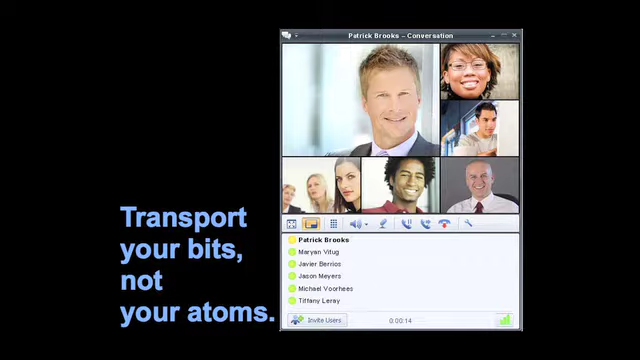 Patrick Brooks – Conversation
Transport
your bits,
not
your atoms.
Patrick Brooks
Maryan Vitug
Javier Berrios
Jason Meyers
Michael Voorhees
Tiffany Leray
Invite Users
0:00:14